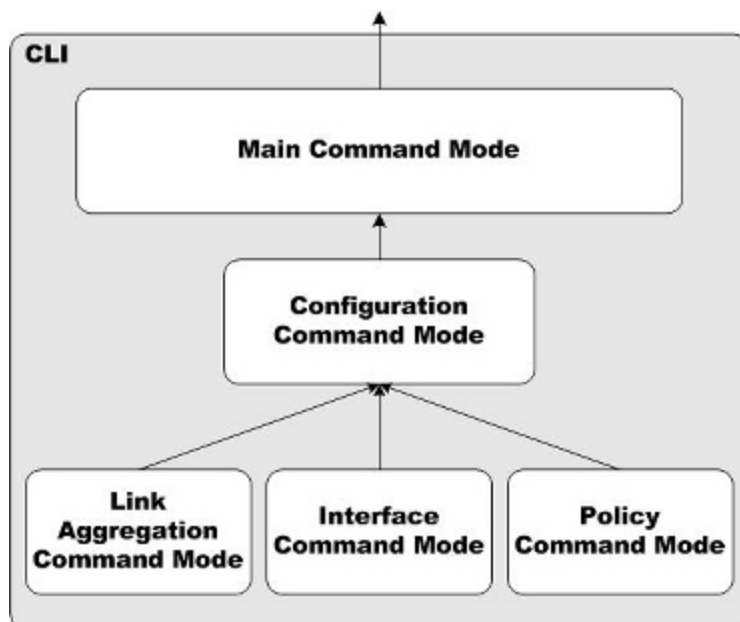 CLI
Main Command Mode
Configuration
Command Mode
Link
Aggregation
Command Mode
Interface
Command Mode
Policy
Command Mode